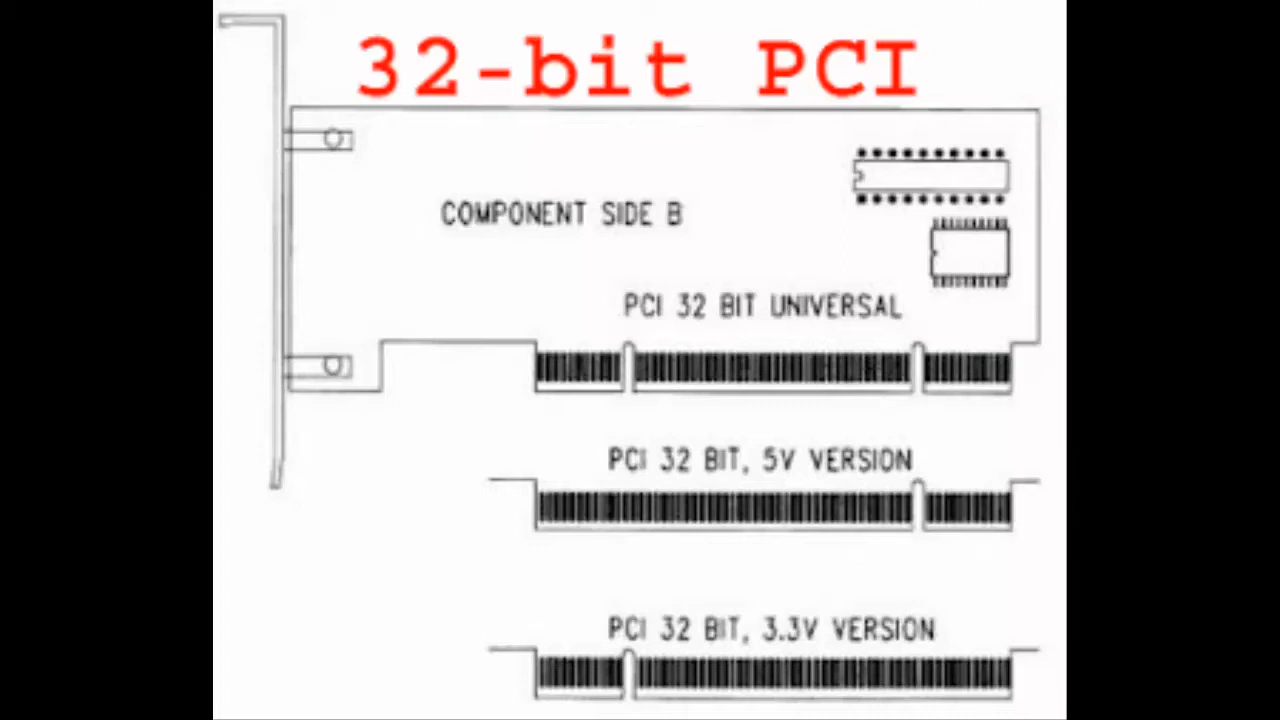 32-bit PCI
COMPONENT SIDE B
PCI 32 BIT UNIVERSAL
PCI 32 BIT, 5V VERSION
PCI 32 BIT, 3.3V VERSION